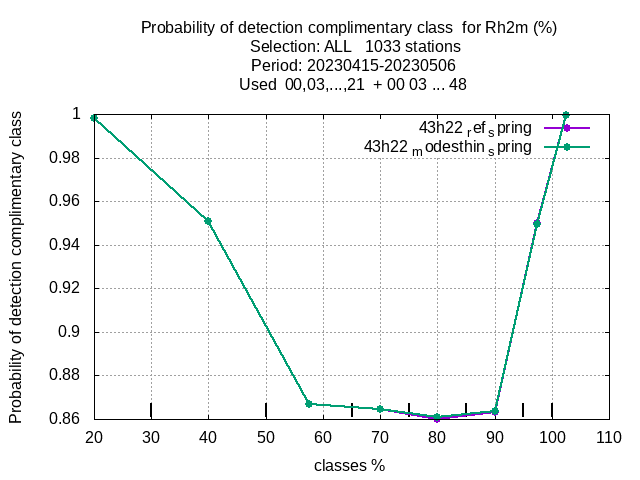 Probability of detection complimentary class  for Rh2m (%)
Selection: ALL   1033 stations
Period: 20230415-20230506
Used  00,03,...,21  + 00 03 ... 48
43h22 ref spring
43h22 modesthin spring
Probability of detection complimentary class
1
0.98
0.96
0.94
0.92
0.9
0.88
0.86
20 30 40 50 60 70 80 90 100 110
classes %